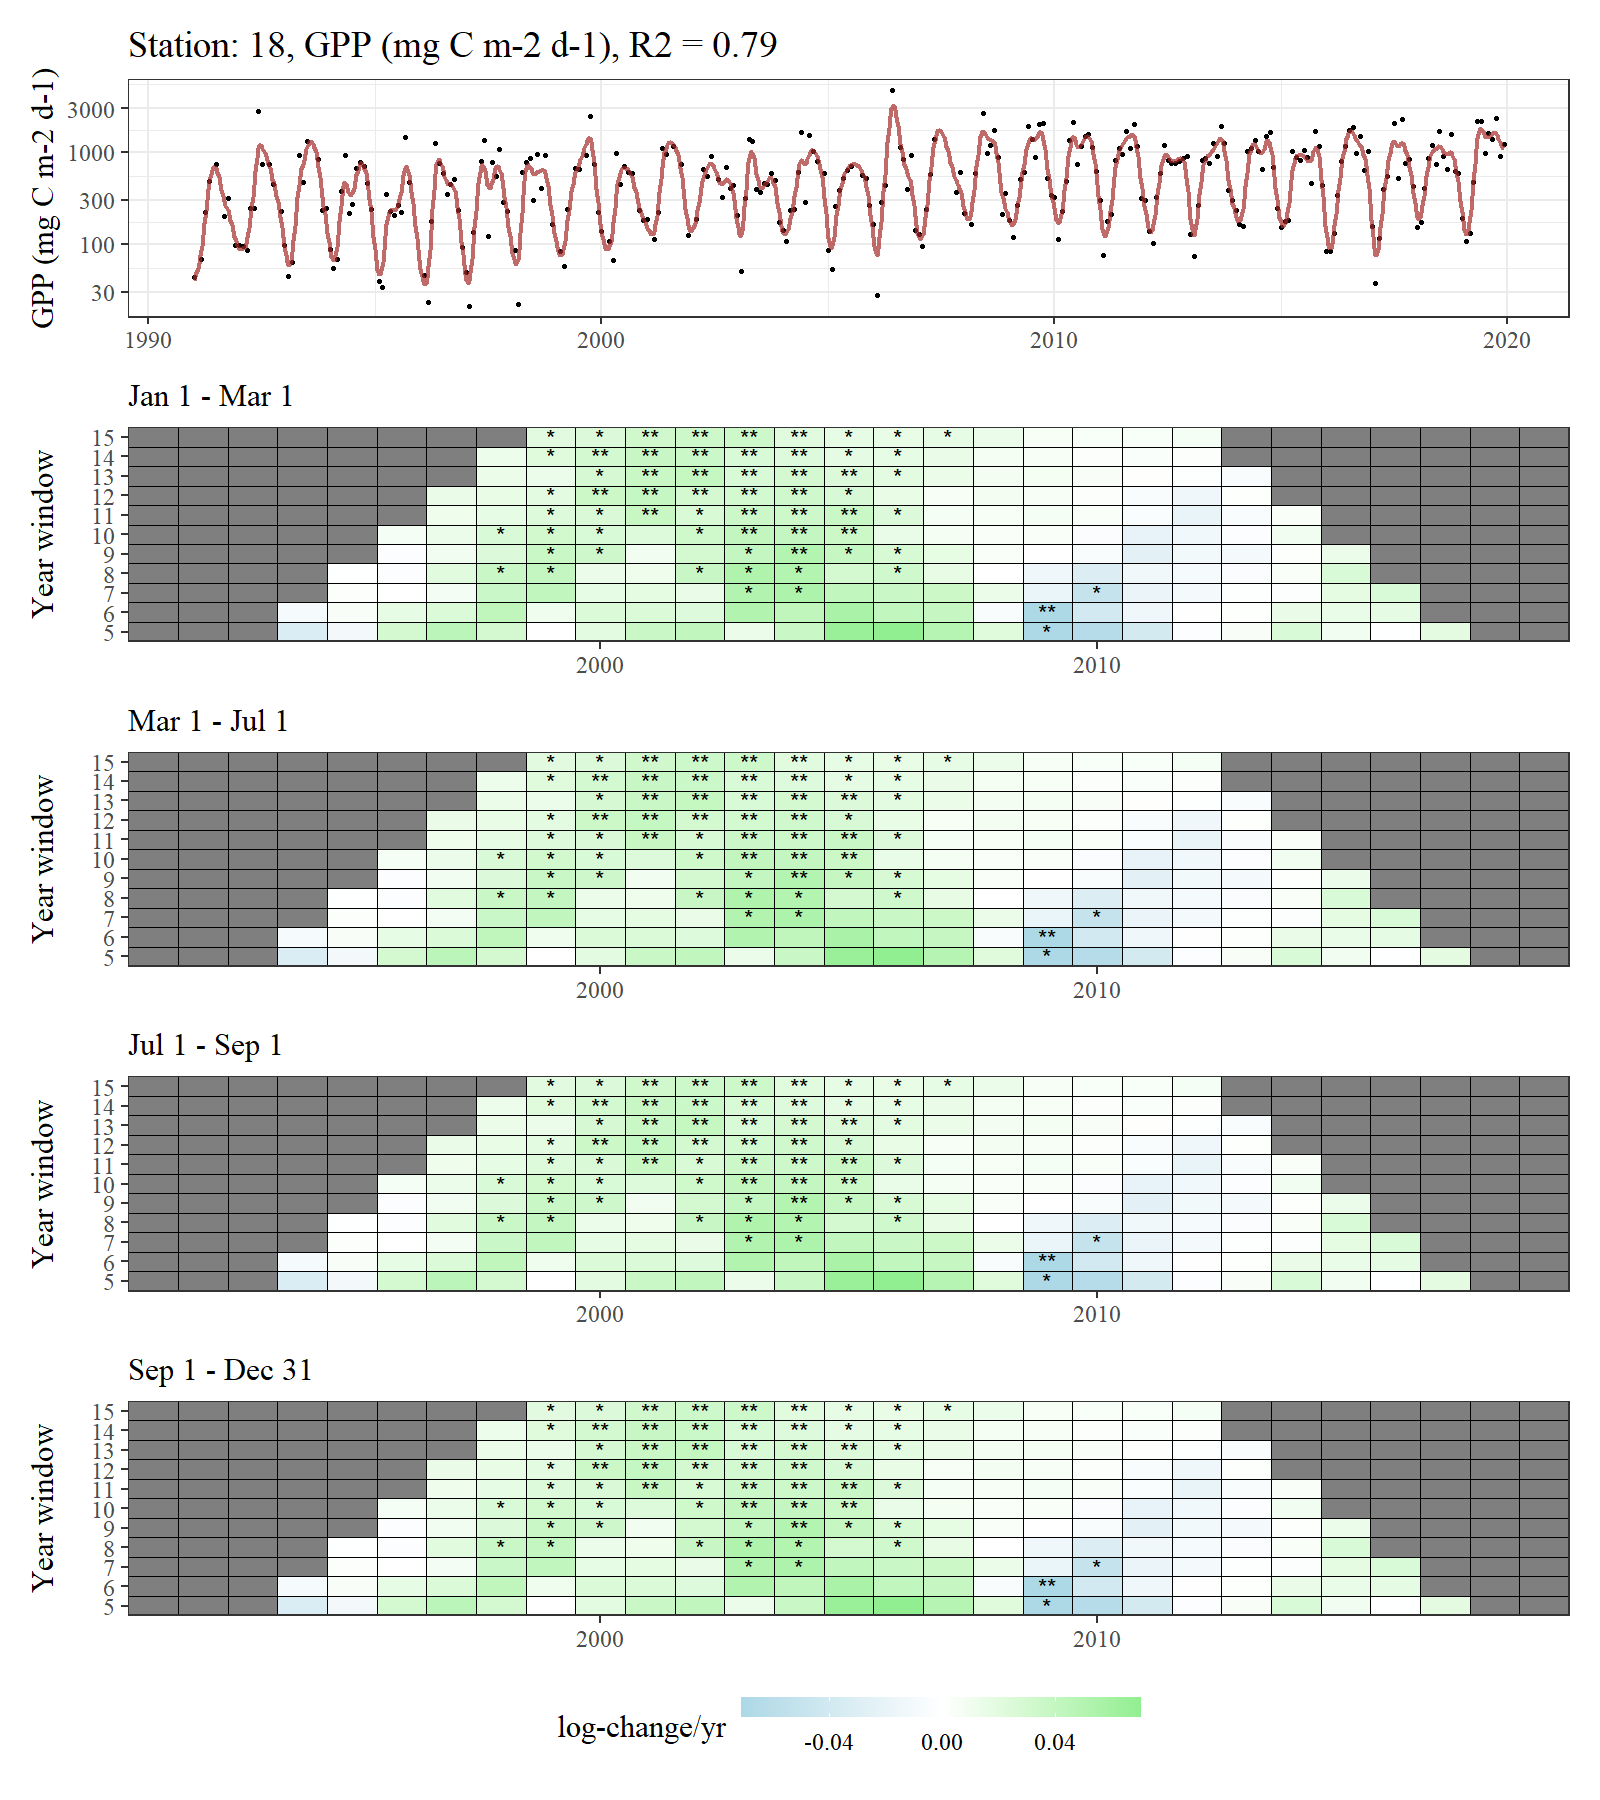 Station: 18, GPP (mg C m-2 d-1), R2 = 0.79
GPP (mg C m-2 d-1)
3000
1000
300
100
30
1990 2000 2010 2020
Jan 1 - Mar 1
Year window
15 * * ** ** ** ** * * *
14 * ** ** ** ** ** * *
13 * ** ** ** ** ** *
12 * ** ** ** ** ** *
11 * * ** * ** ** ** *
10 * * * * ** ** **
9 * * * ** * *
8 * * * * * *
7 * * *
6 **
5 *
2000 2010
Mar 1 - Jul 1
Year window
15 * * ** ** ** ** * * *
14 * ** ** ** ** ** * *
13 * ** ** ** ** ** *
12 * ** ** ** ** ** *
11 * * ** * ** ** ** *
10 * * * * ** ** **
9 * * * ** * *
8 * * * * * *
7 * * *
6 **
5 *
2000 2010
Jul 1 - Sep 1
Year window
15 * * ** ** ** ** * * *
14 * ** ** ** ** ** * *
13 * ** ** ** ** ** *
12 * ** ** ** ** ** *
11 * * ** * ** ** ** *
10 * * * * ** ** **
9 * * * ** * *
8 * * * * * *
7 * * *
6 **
5 *
2000 2010
Sep 1 - Dec 31
Year window
15 * * ** ** ** ** * * *
14 * ** ** ** ** ** * *
13 * ** ** ** ** ** *
12 * ** ** ** ** ** *
11 * * ** * ** ** ** *
10 * * * * ** ** **
9 * * * ** * *
8 * * * * * *
7 * * *
6 **
5 *
2000 2010
log-change/yr
-0.04 0.00 0.04